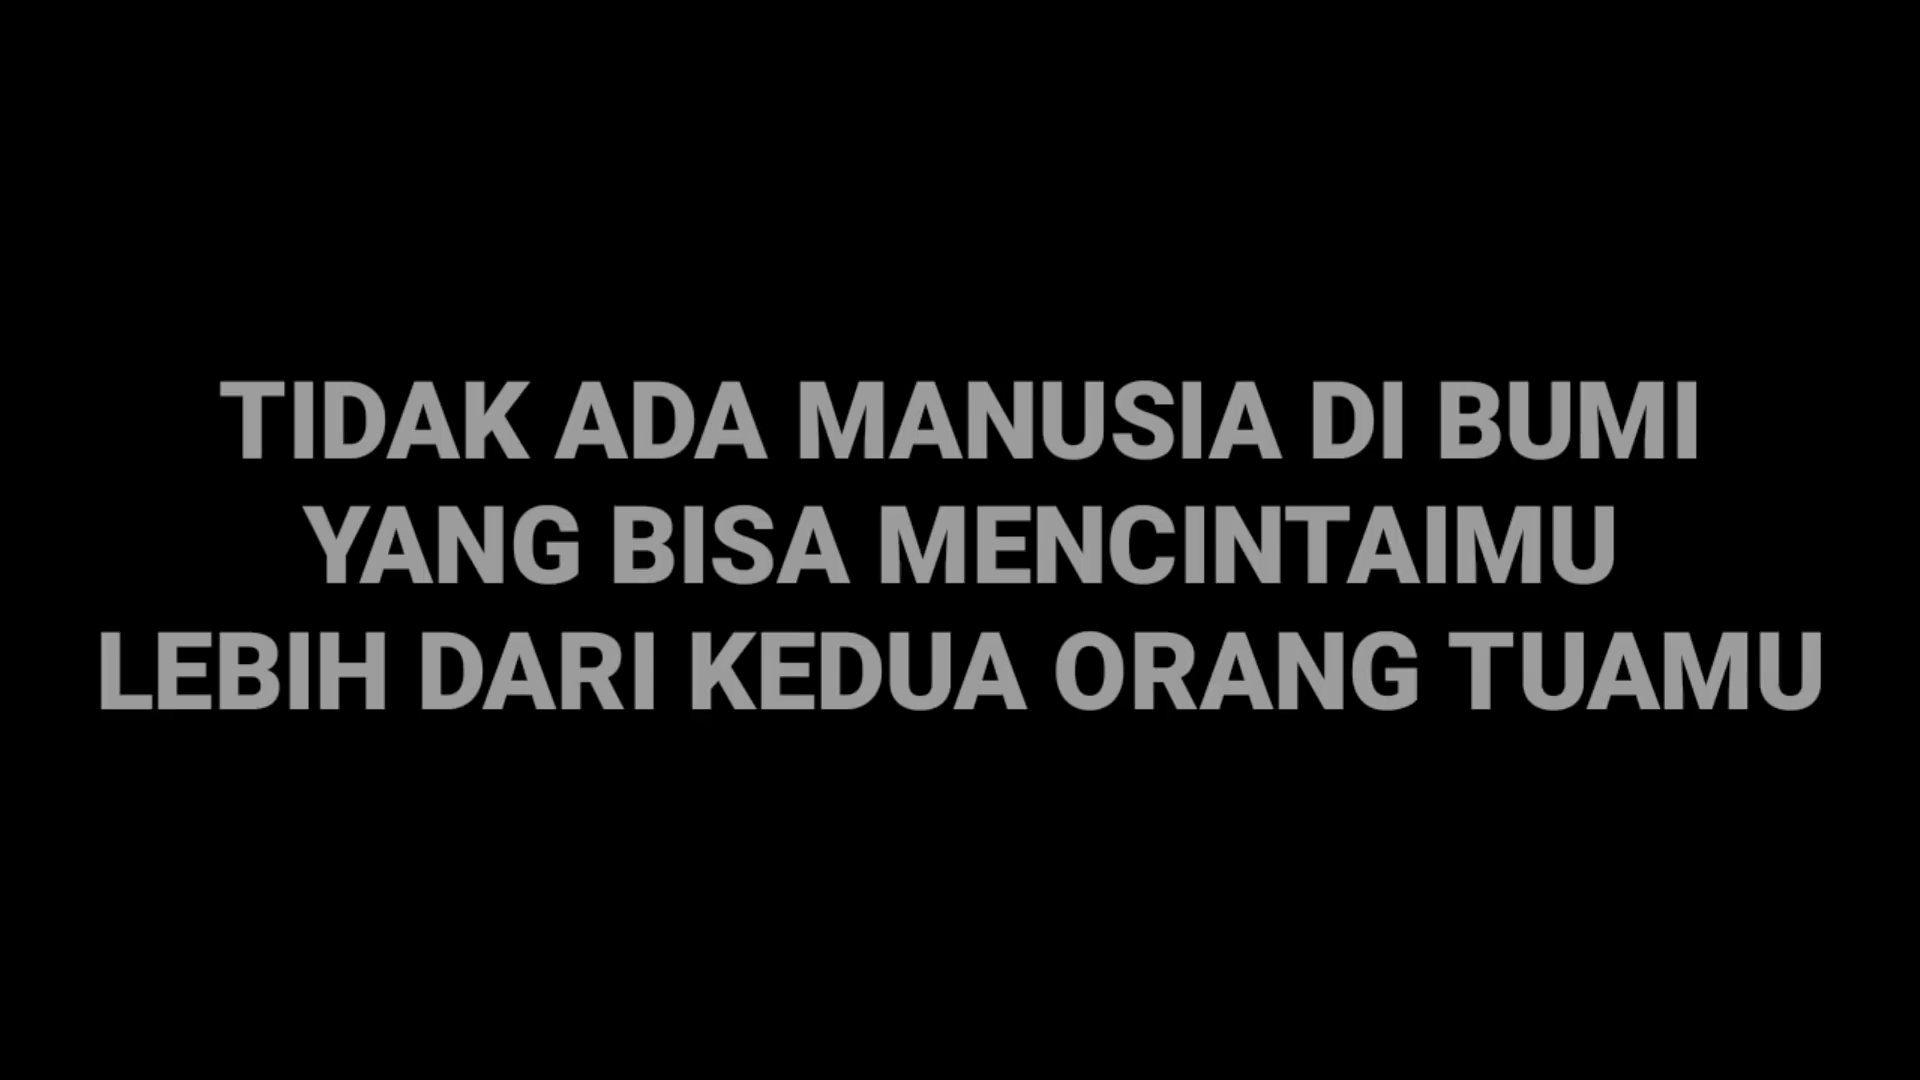 TIDAK ADA MANUSIA DI BUMI
YANG BISA MENCINTAIMU
LEBIH DARI KEDUA ORANG TUAMU